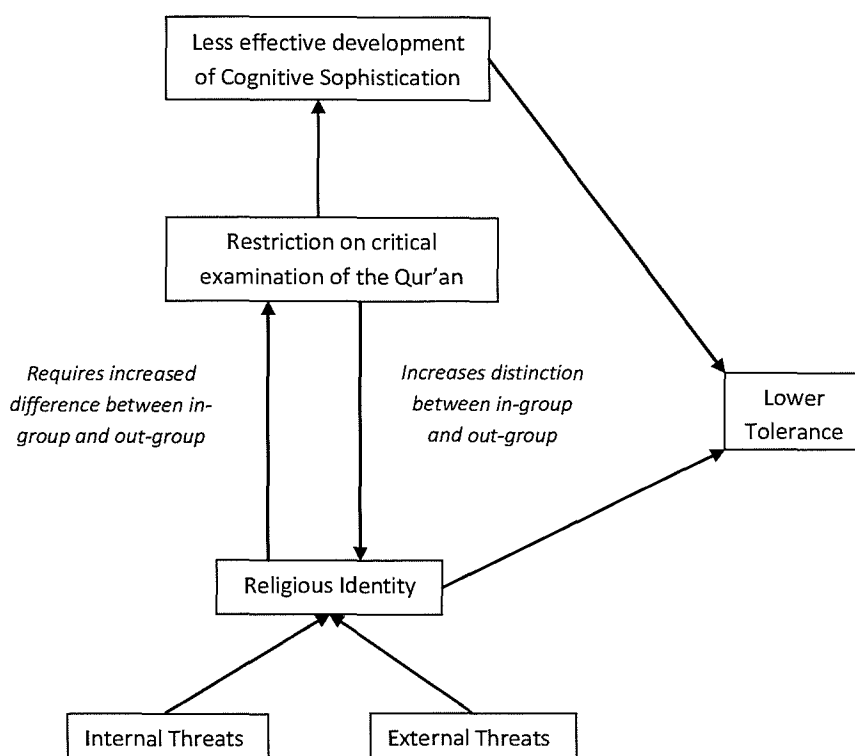 Less effective development
of Cognitive Sophistication
Restriction on critical
examination of the Qur'an
Requires increased
difference between in-
group and out-group
Increases distinction
between in-group
and out-group
Lower
Tolerance
Religious Identity
Internal Threats
External Threats